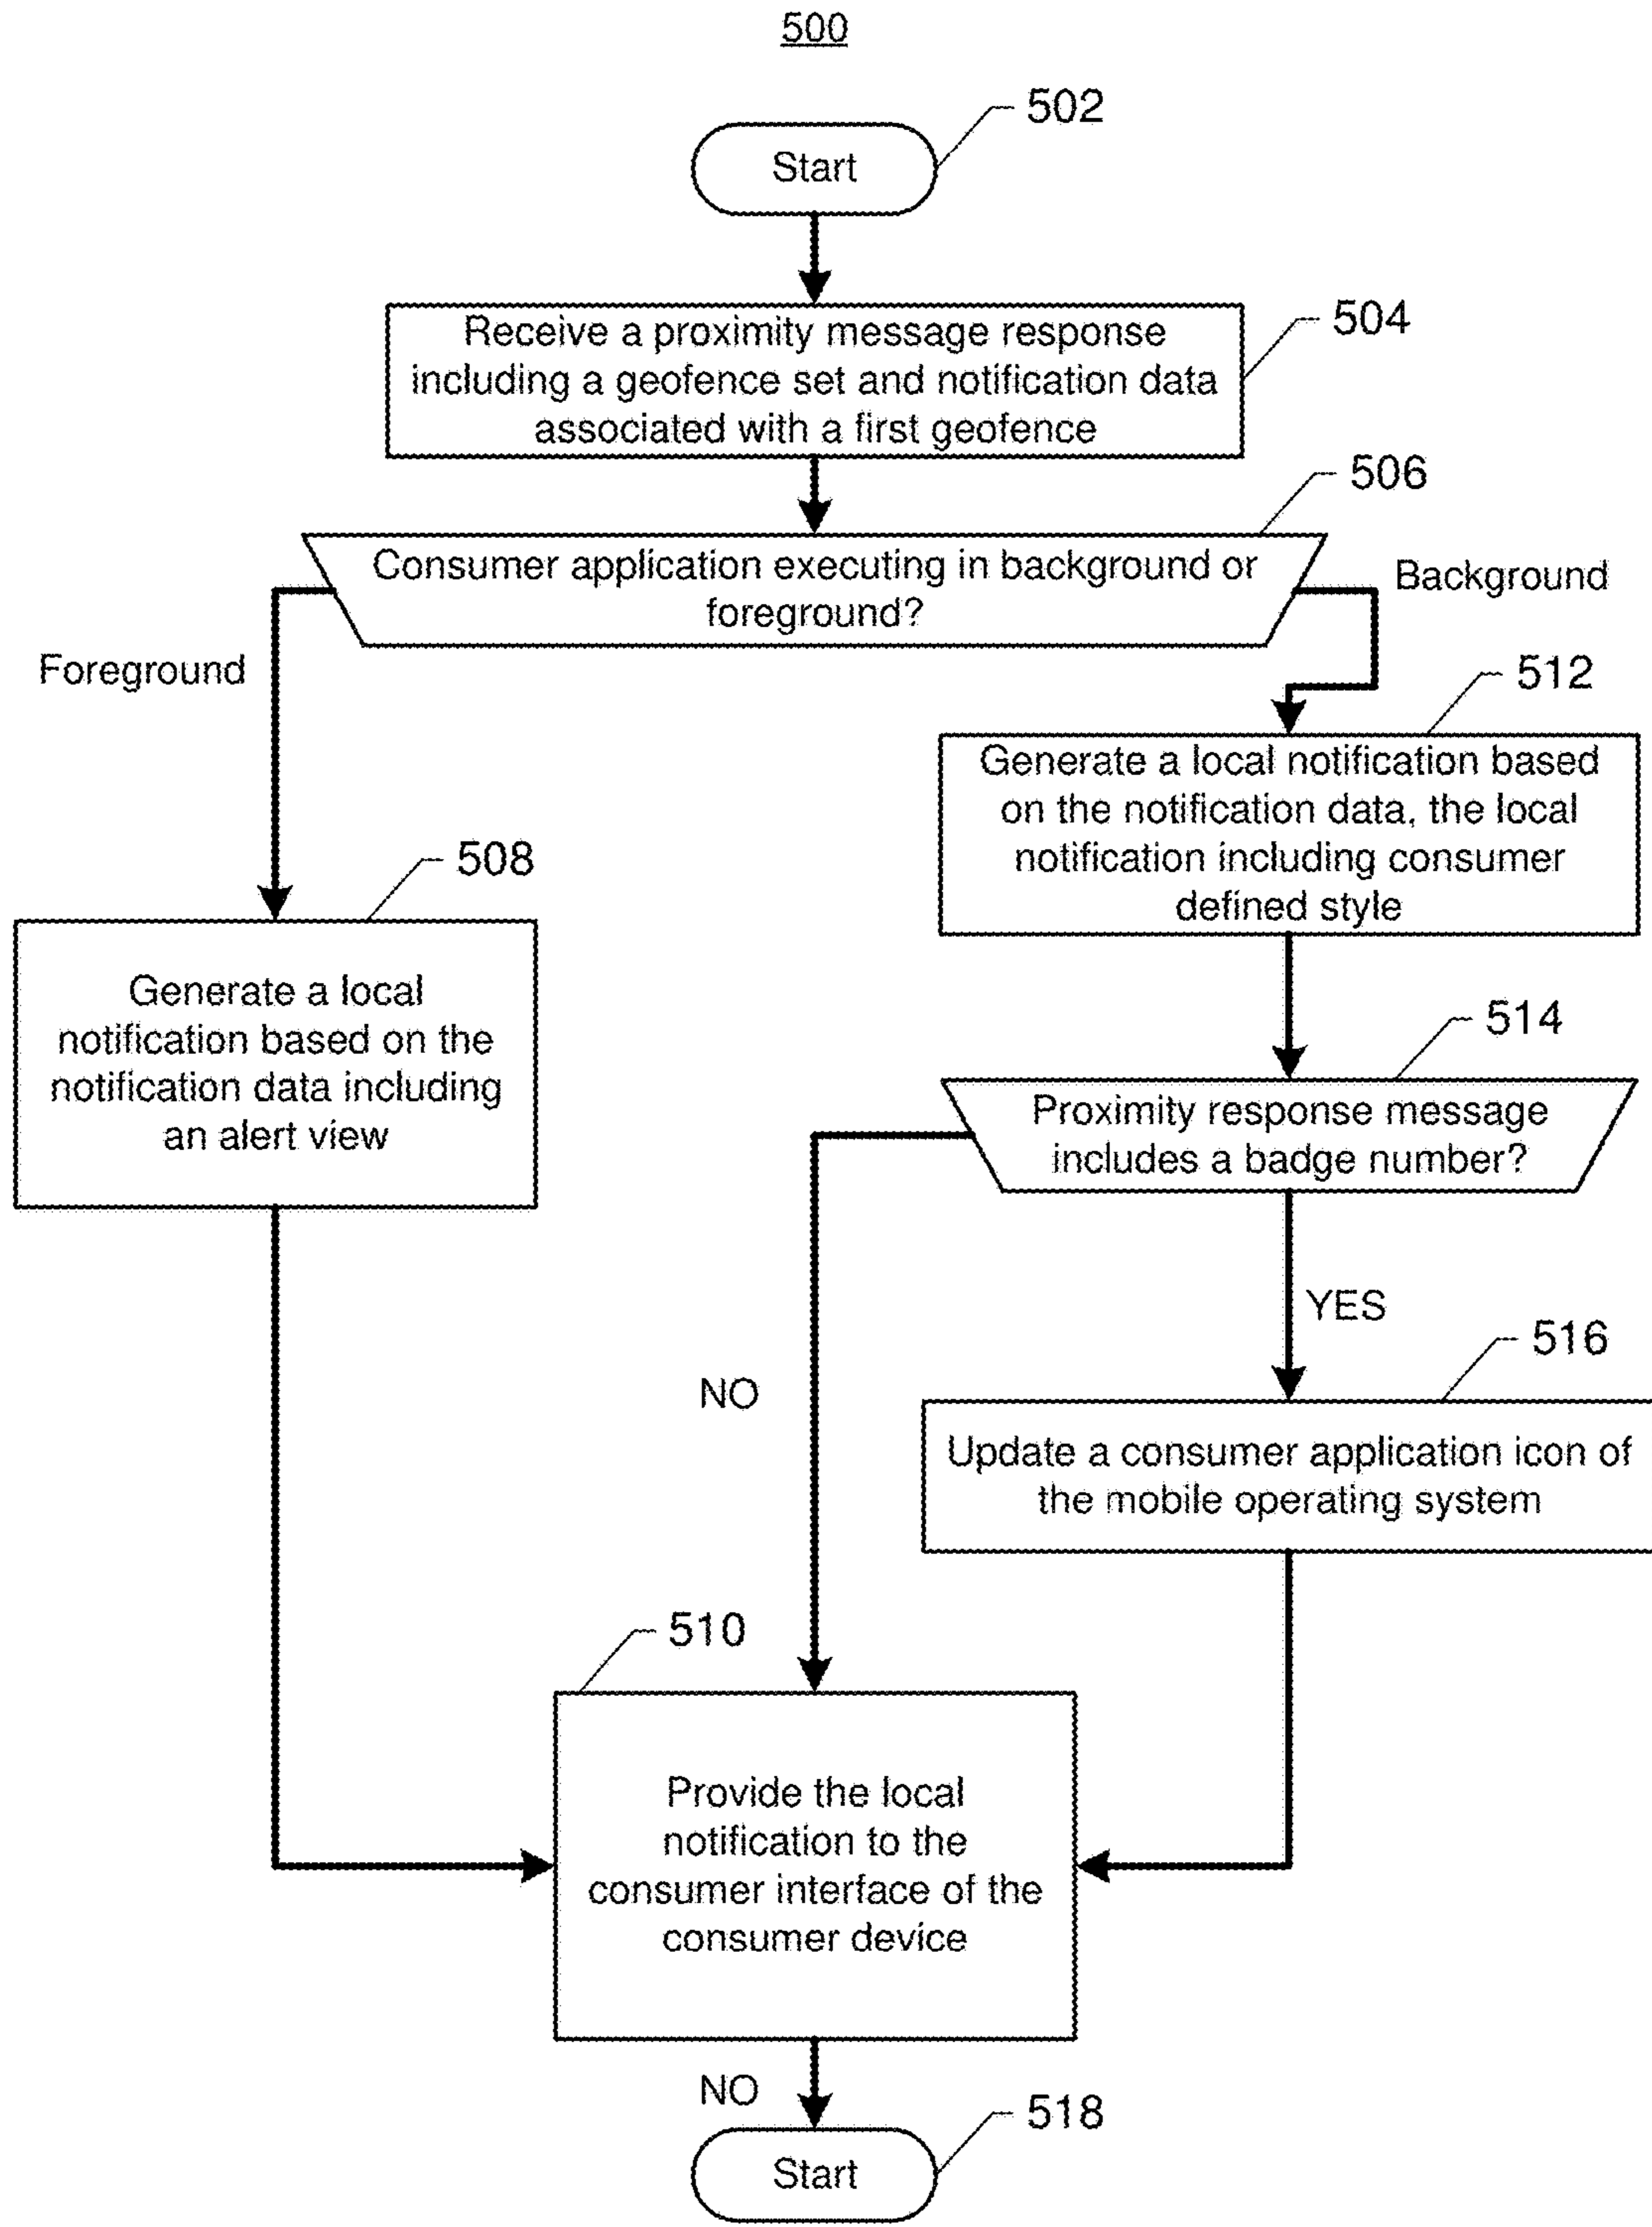 500
502
Start
504
Receive a proximity message response
including a geofence set and notification data
associated with a first geofence
506
Consumer application executing in background or
foreground?
Background
Foreground
512
Generate a local notification based
on the notification data, the local
notification including consumer
defined style
508
Generate a local
notification based on the
notification data including
an alert view
514
Proximity response message
includes a badge number?
YES
516
NO
Update a consumer application icon of
the mobile operating system
510
Provide the local
notification to the
consumer interface of the
consumer device
NO
518
Start